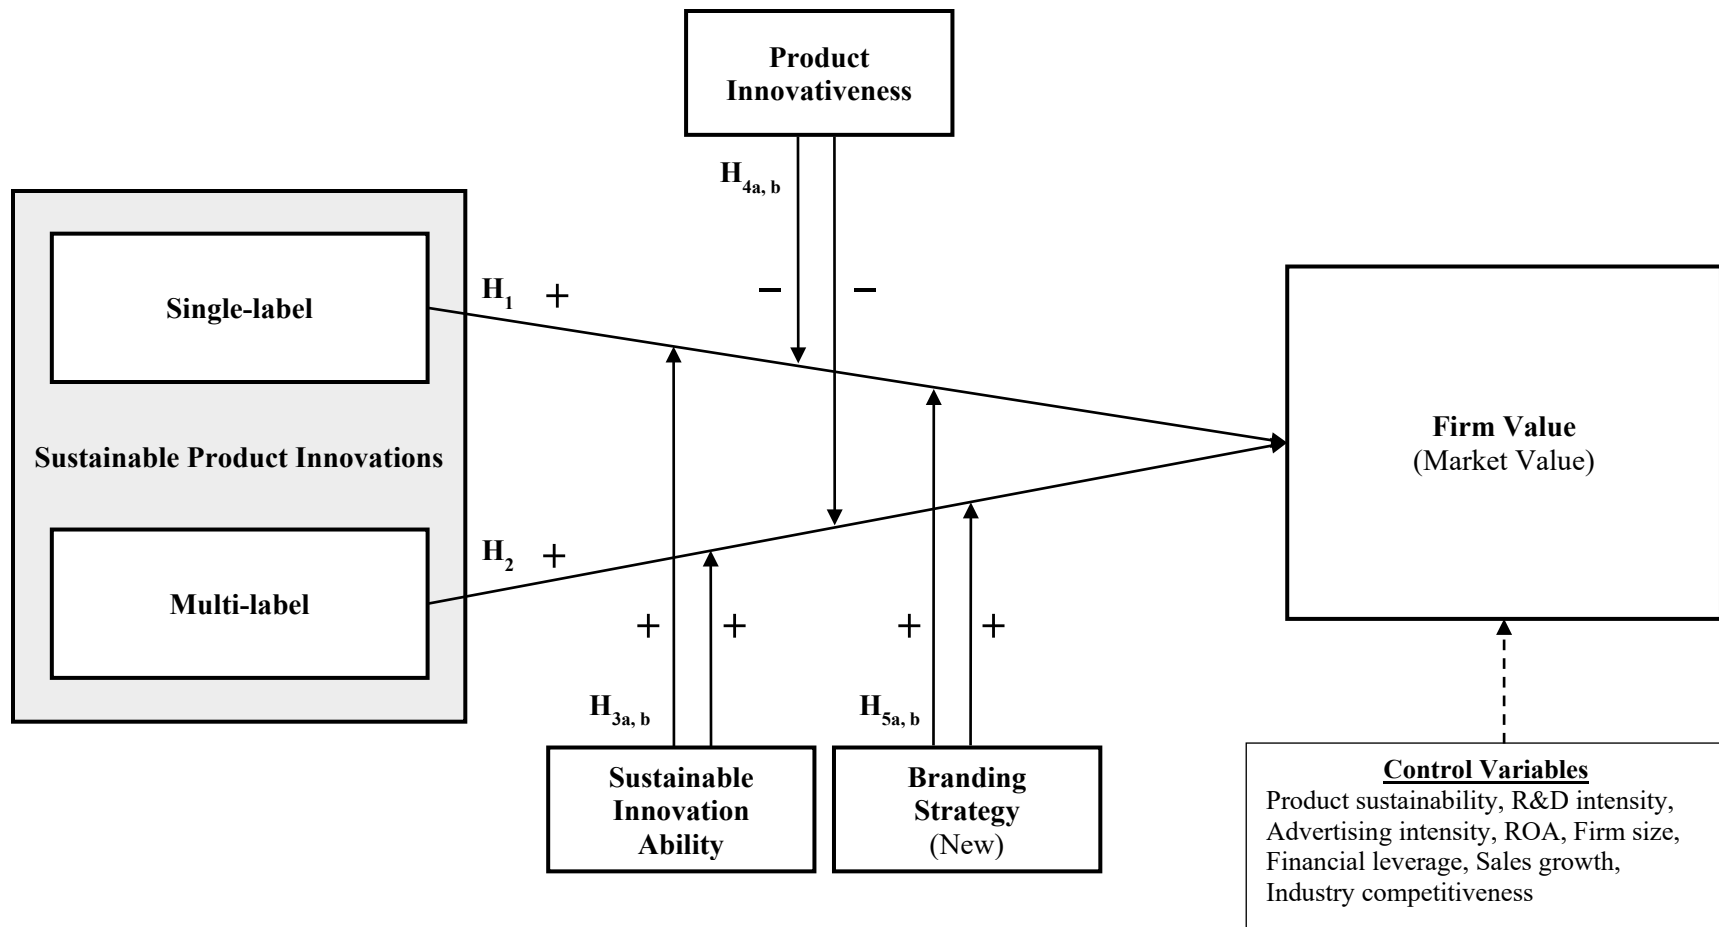 Product
Innovativeness
H4a, b
− −
Single-label
H1 +
Sustainable Product Innovations
Multi-label
H2 +
Firm Value
(Market Value)
+ + + +
H3a, b
H5a, b
Sustainable
Innovation
Ability
Branding
Strategy
(New)
Control Variables
Product sustainability, R&D intensity,
Advertising intensity, ROA, Firm size,
Financial leverage, Sales growth,
Industry competitiveness